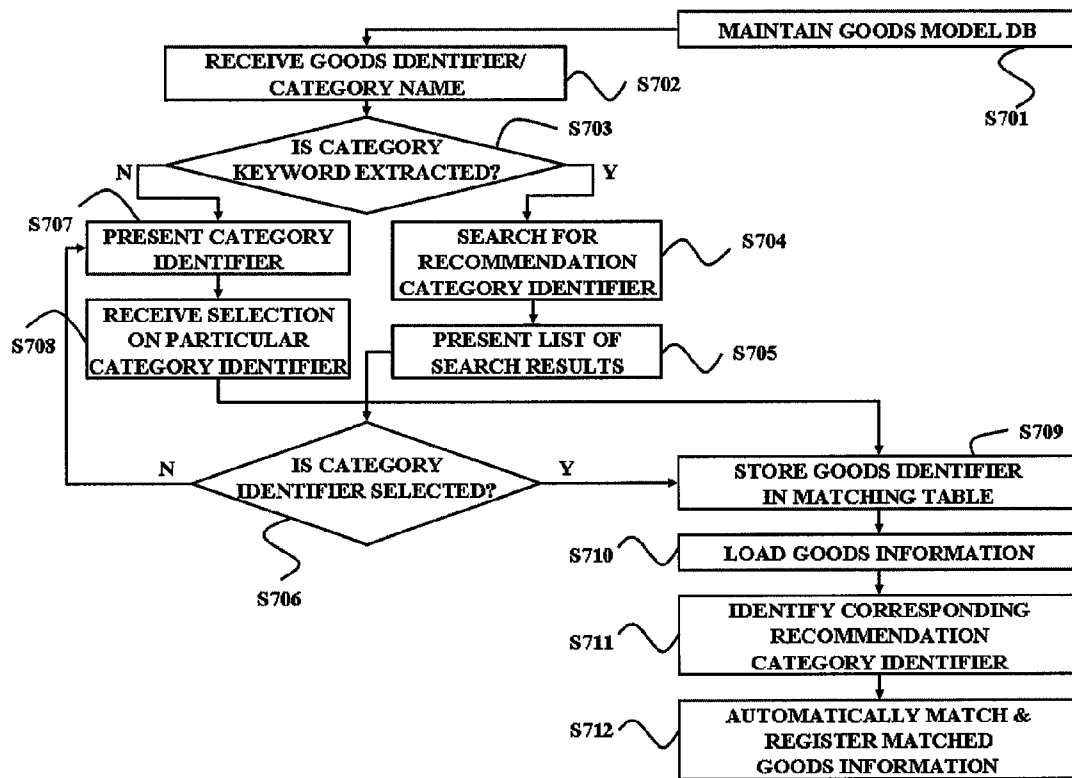 MAINTAIN GOODS MODEL DB
S701
RECEIVE GOODS IDENTIFIER/
CATEGORY NAME
S702
S703
IS CATEGORY
KEYWORD EXTRACTED?
N
Y
S707
PRESENT CATEGORY
IDENTIFIER
SEARCH FOR
RECOMMENDATION
CATEGORY IDENTIFIER
S704
RECEIVE SELECTION
ON PARTICULAR
CATEGORY IDENTIFIER
S708
PRESENT LIST OF
SEARCH RESULTS
S705
IS CATEGORY
IDENTIFIER SELECTED?
N
Y
S706
S709
STORE GOODS IDENTIFIER
IN MATCHING TABLE
S710
LOAD GOODS INFORMATION
S711
IDENTIFY CORRESPONDING
RECOMMENDATION
CATEGORY IDENTIFIER
S712
AUTOMATICALLY MATCH &
REGISTER MATCHED
GOODS INFORMATION